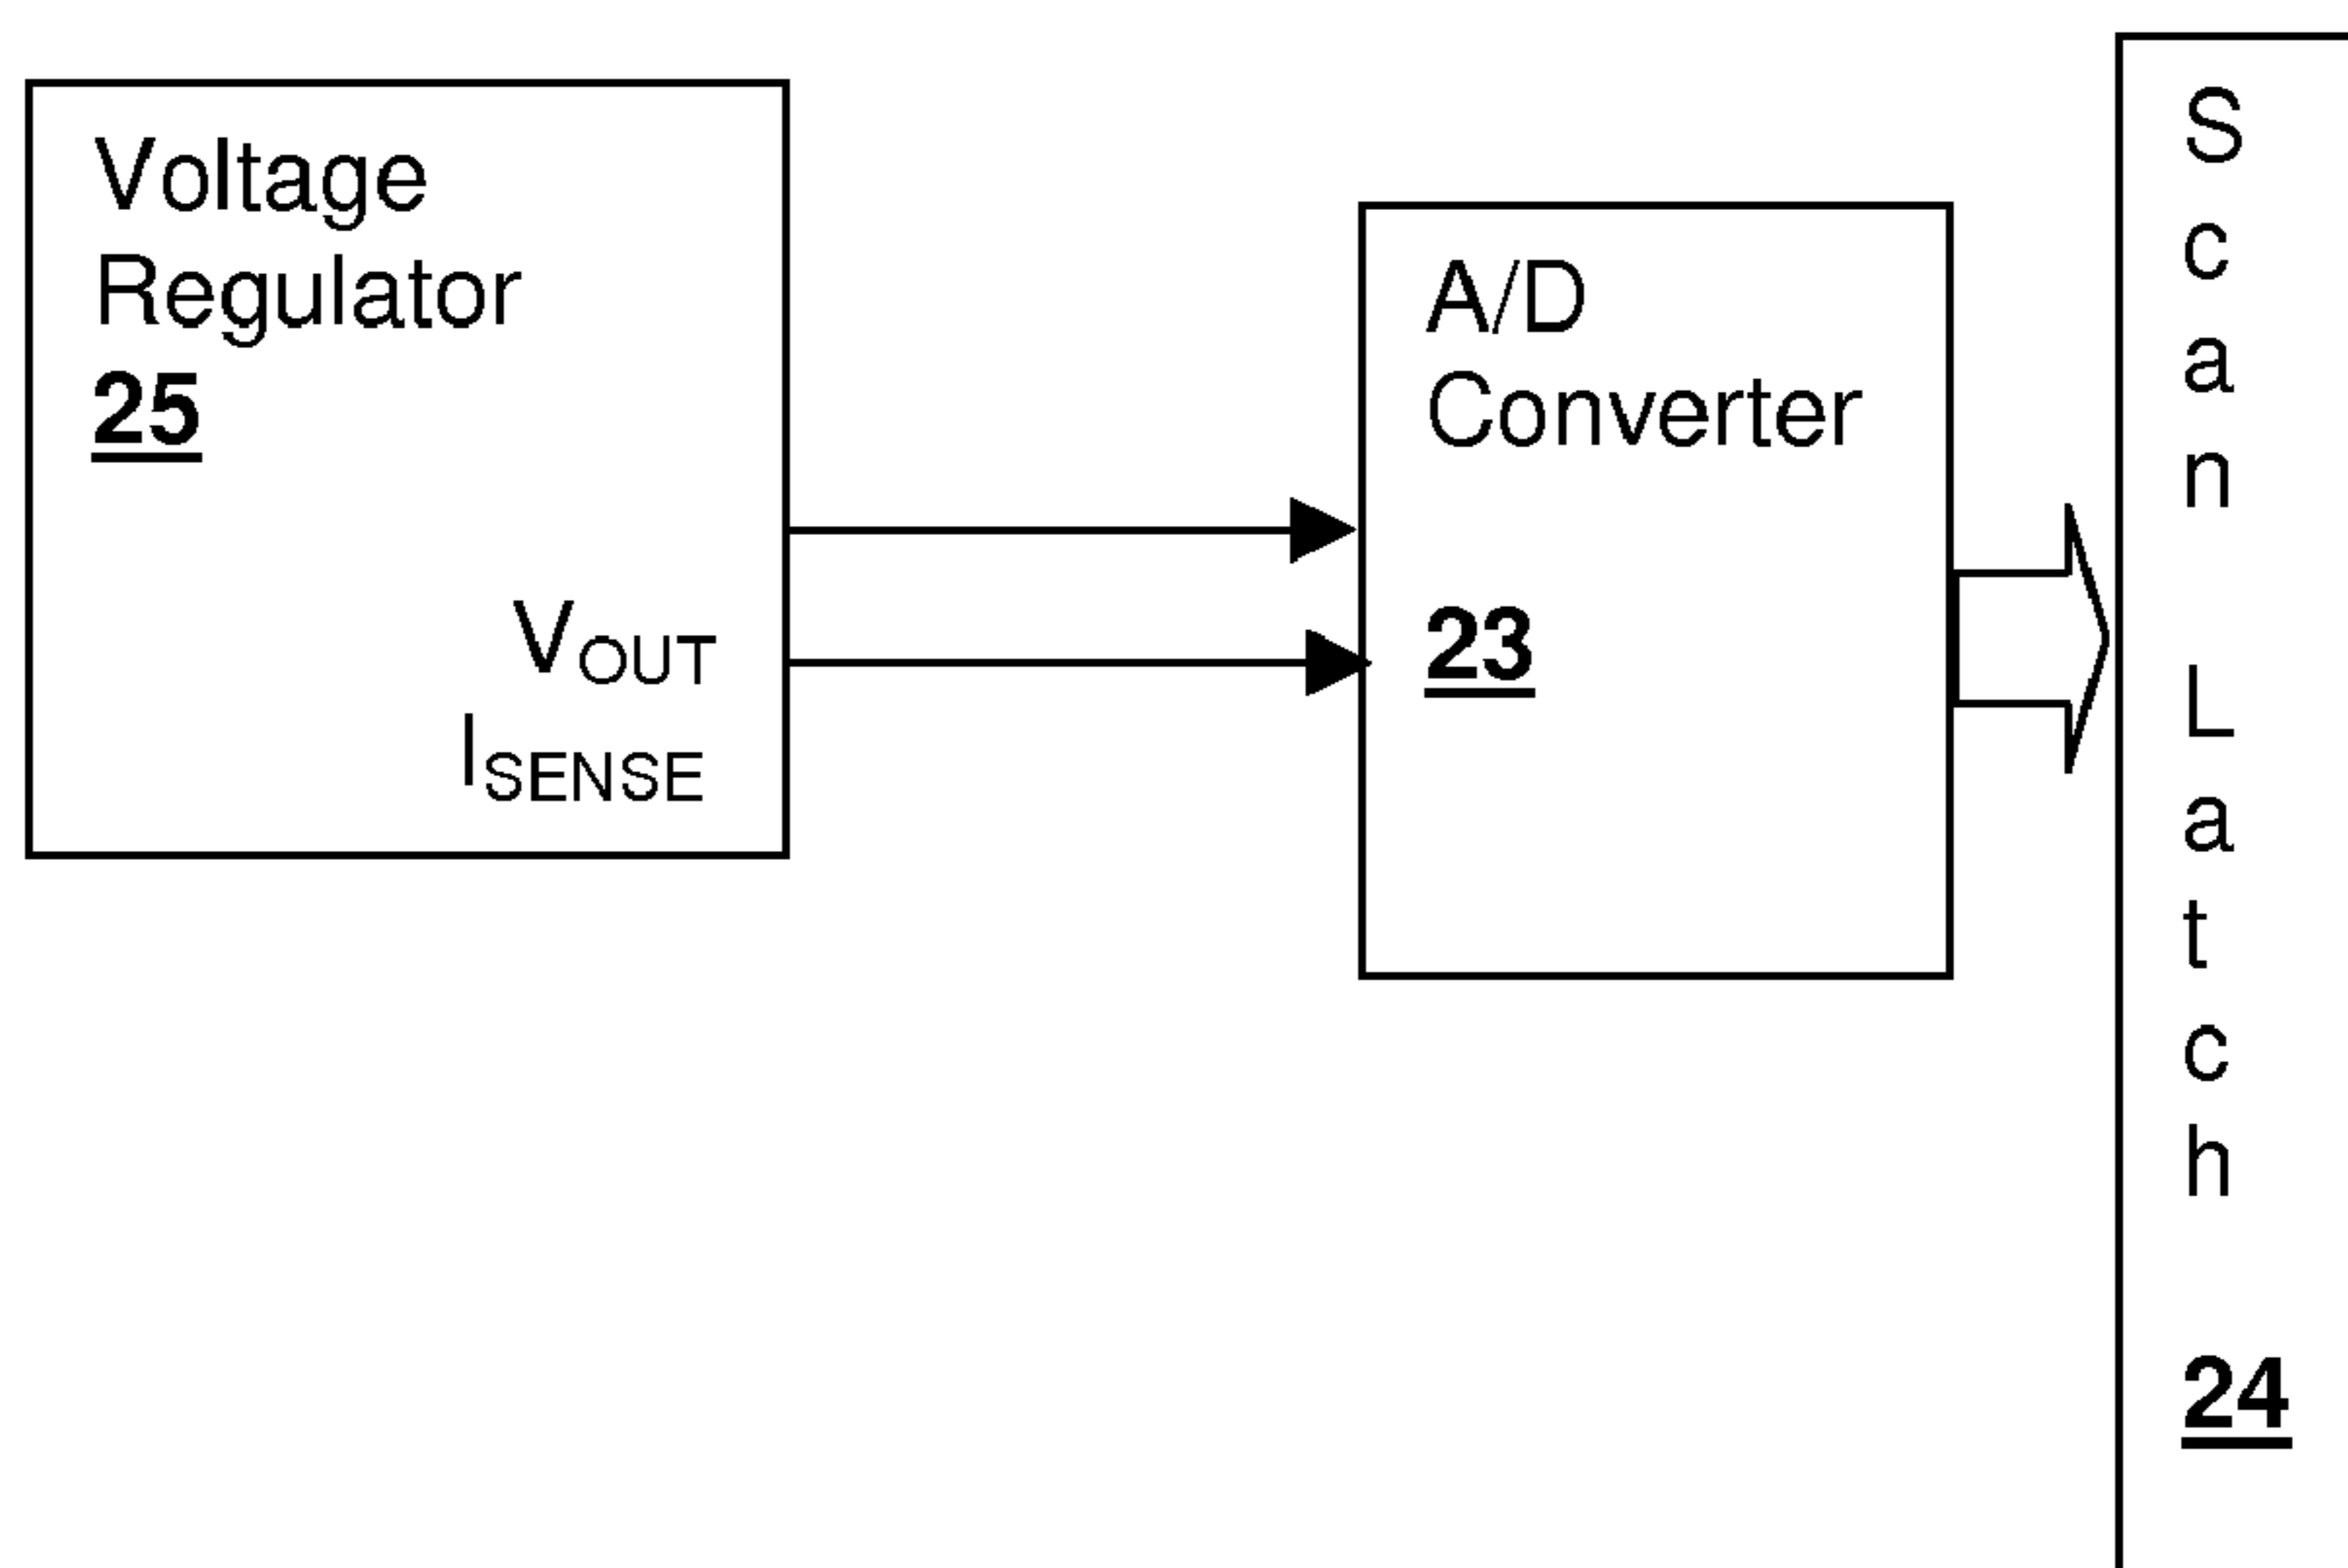 Voltage
Regulator
25
VOUT
ISENSE
A/D
Converter
23
S
c
a
n
L
a
t
c
h
24